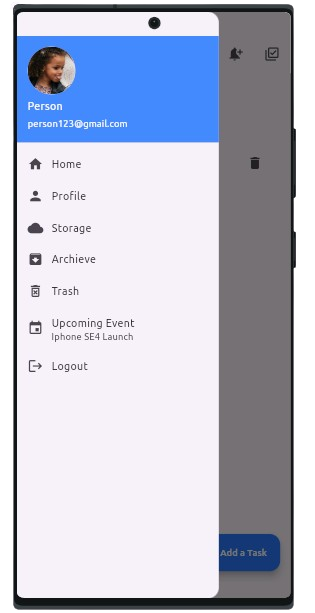 Person
person123@gmail.com
Home
Profile
Storage
Archieve
Trash
Upcoming Event
Iphone SE4 Launch
Logout
Add a Task